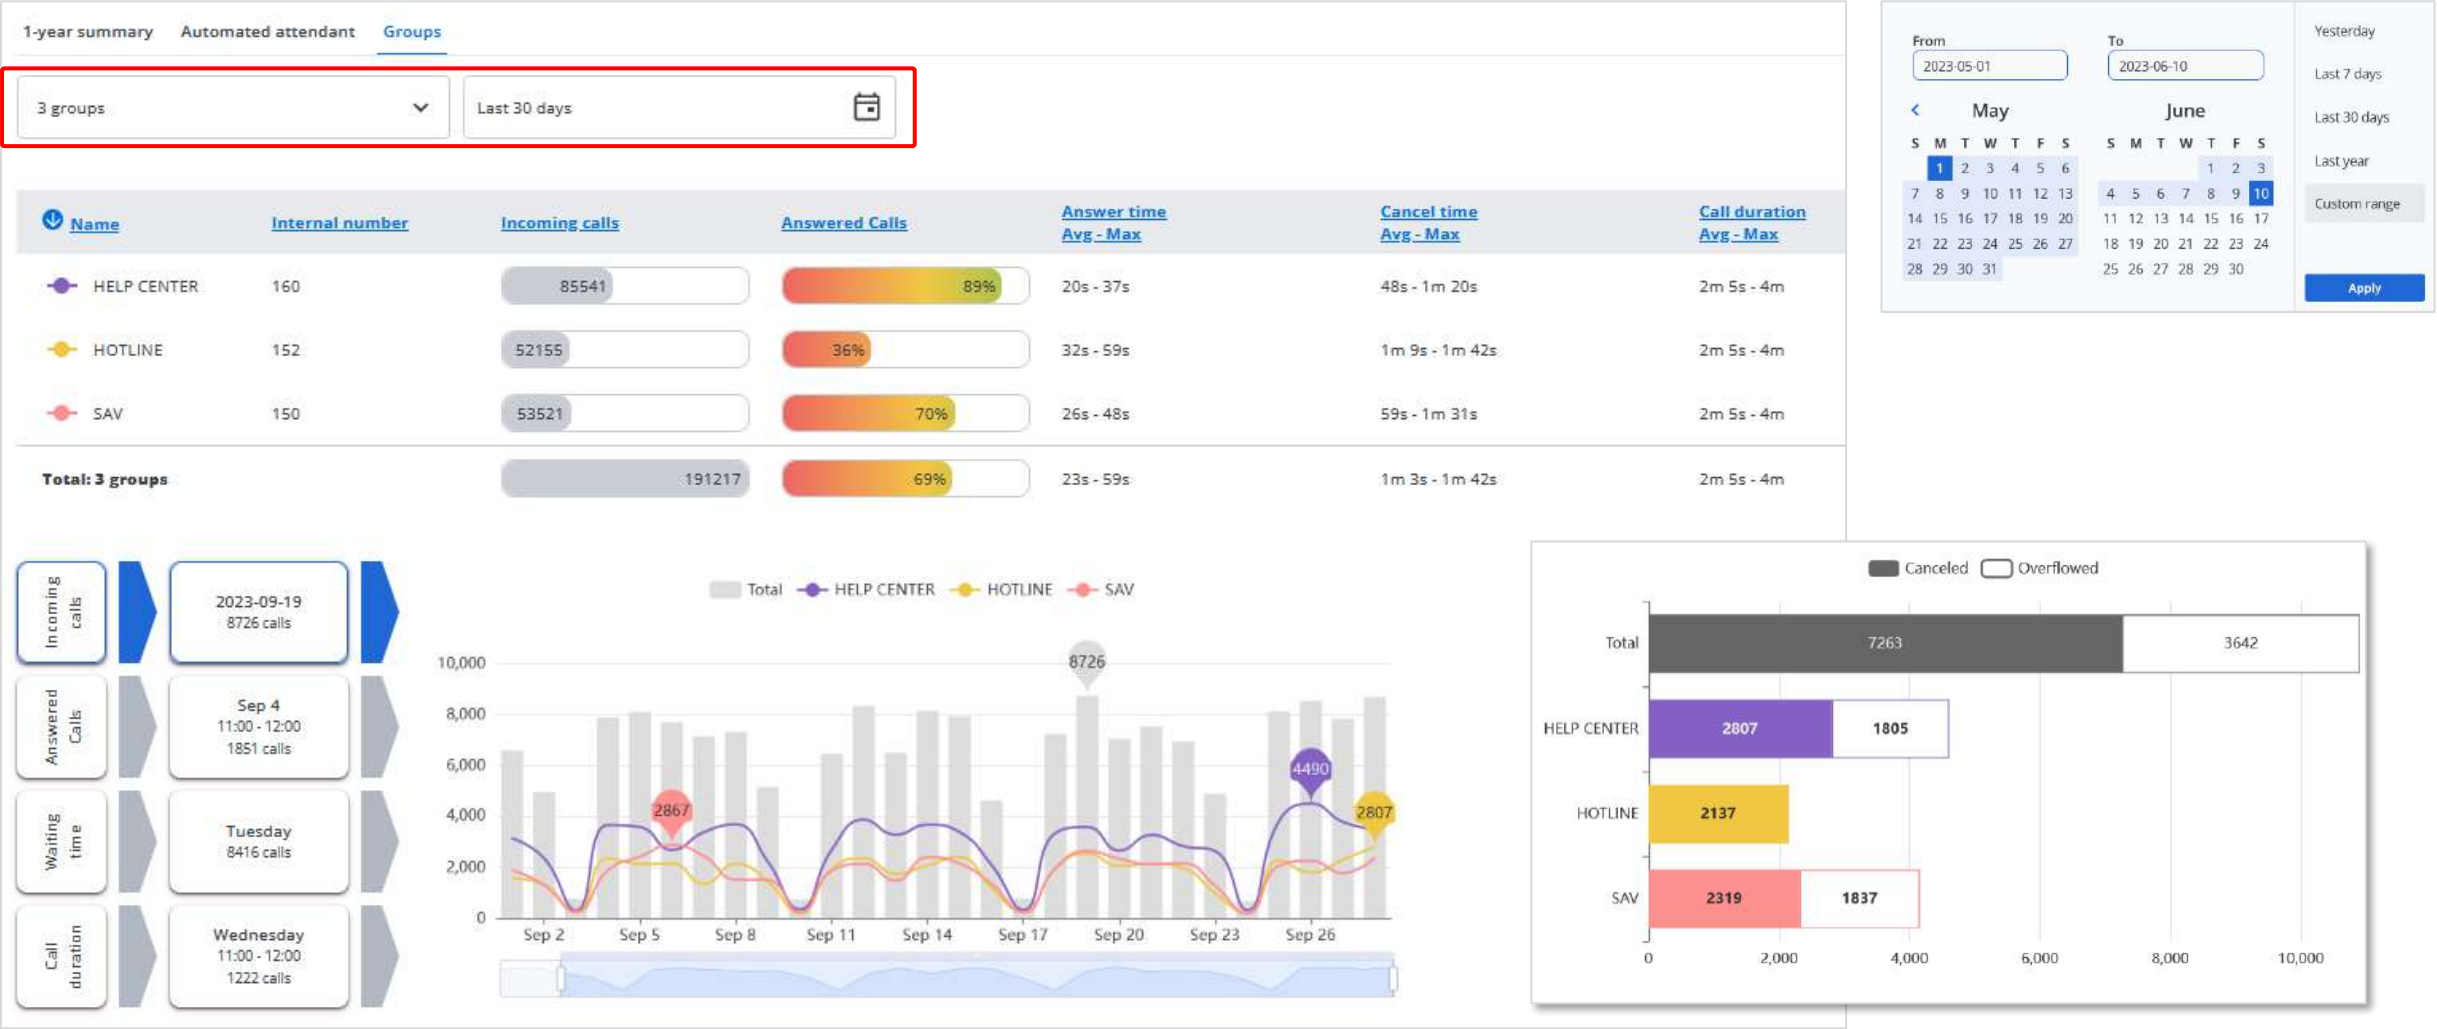 1-year summary Automated attendant Groups
3 groups Last 30 days
Name Internal number Incoming calls Answered Calls Answer time Avg - Max Cancel time Avg - Max Call duration Avg - Max
HELP CENTER 160 85541 89% 20s - 37s 48s - 1m 20s 2m 5s - 4m
HOTLINE 152 52155 36% 32s - 59s 1m 9s - 1m 42s 2m 5s - 4m
SAV 150 53521 70% 26s - 48s 59s - 1m 31s 2m 5s - 4m
Total: 3 groups 191217 69% 23s - 59s 1m 3s - 1m 42s 2m 5s - 4m
From To
2023-05-01 2023-06-10
May June
S M T W T F S S M T W T F S
1 2 3 4 5 6 1 2 3
7 8 9 10 11 12 13 4 5 6 7 8 9 10
14 15 16 17 18 19 20 11 12 13 14 15 16 17
21 22 23 24 25 26 27 18 19 20 21 22 23 24
28 29 30 31 25 26 27 28 29 30
Yesterday
Last 7 days
Last 30 days
Last year
Custom range
Apply
Incoming
calls
2023-09-19
8726 calls
Answered
Calls
Sep 4
11:00 - 12:00
1851 calls
Waiting
time
Tuesday
8416 calls
Call
duration
Wednesday
11:00 - 12:00
1222 calls
Total HELP CENTER HOTLINE SAV
10,000
8,000
6,000
4,000
2,000
0
8726
4490
2867
2807
Sep 2 Sep 5 Sep 8 Sep 11 Sep 14 Sep 17 Sep 20 Sep 23 Sep 26
Canceled Overflowed
Total 7263 3642
HELP CENTER 2807 1805
HOTLINE 2137
SAV 2319 1837
0 2,000 4,000 6,000 8,000 10,000